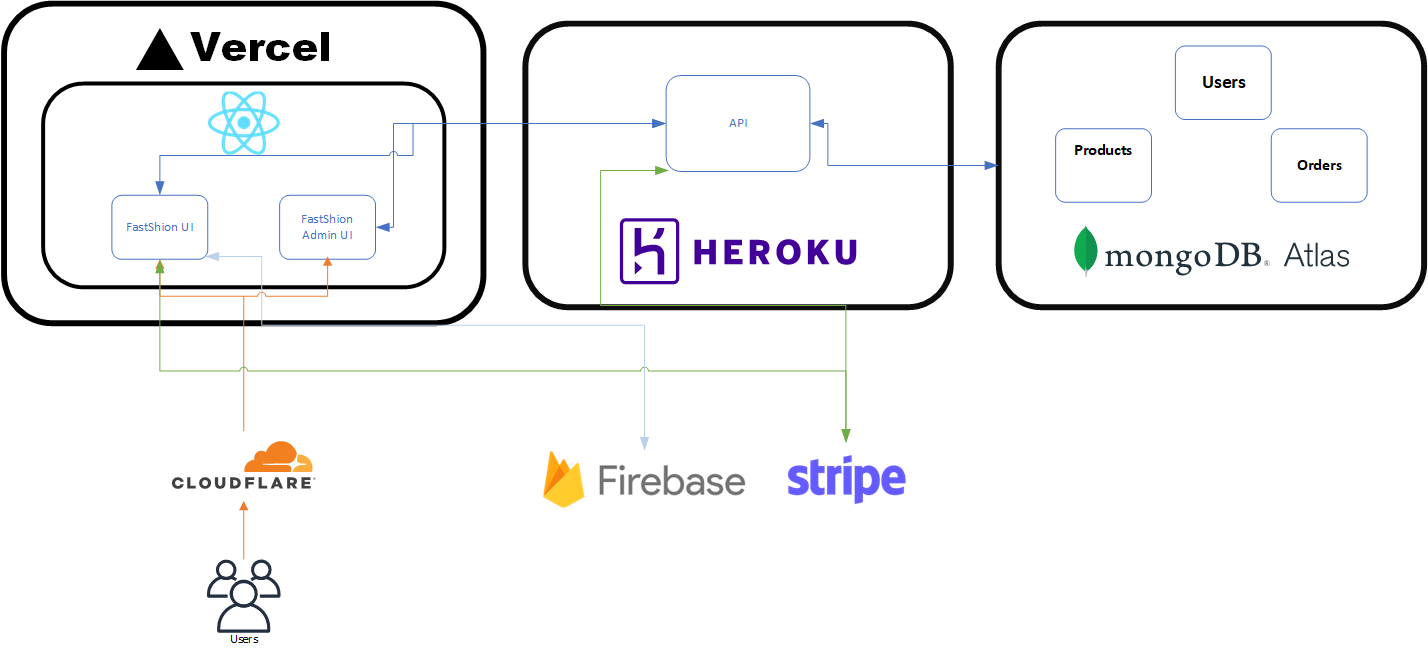 Vercel
FastShion UI
FastShion
Admin UI
API
HEROKU
Users
Products
Orders
mongoDB® Atlas
CLOUDFLARE®
Firebase
stripe
Users